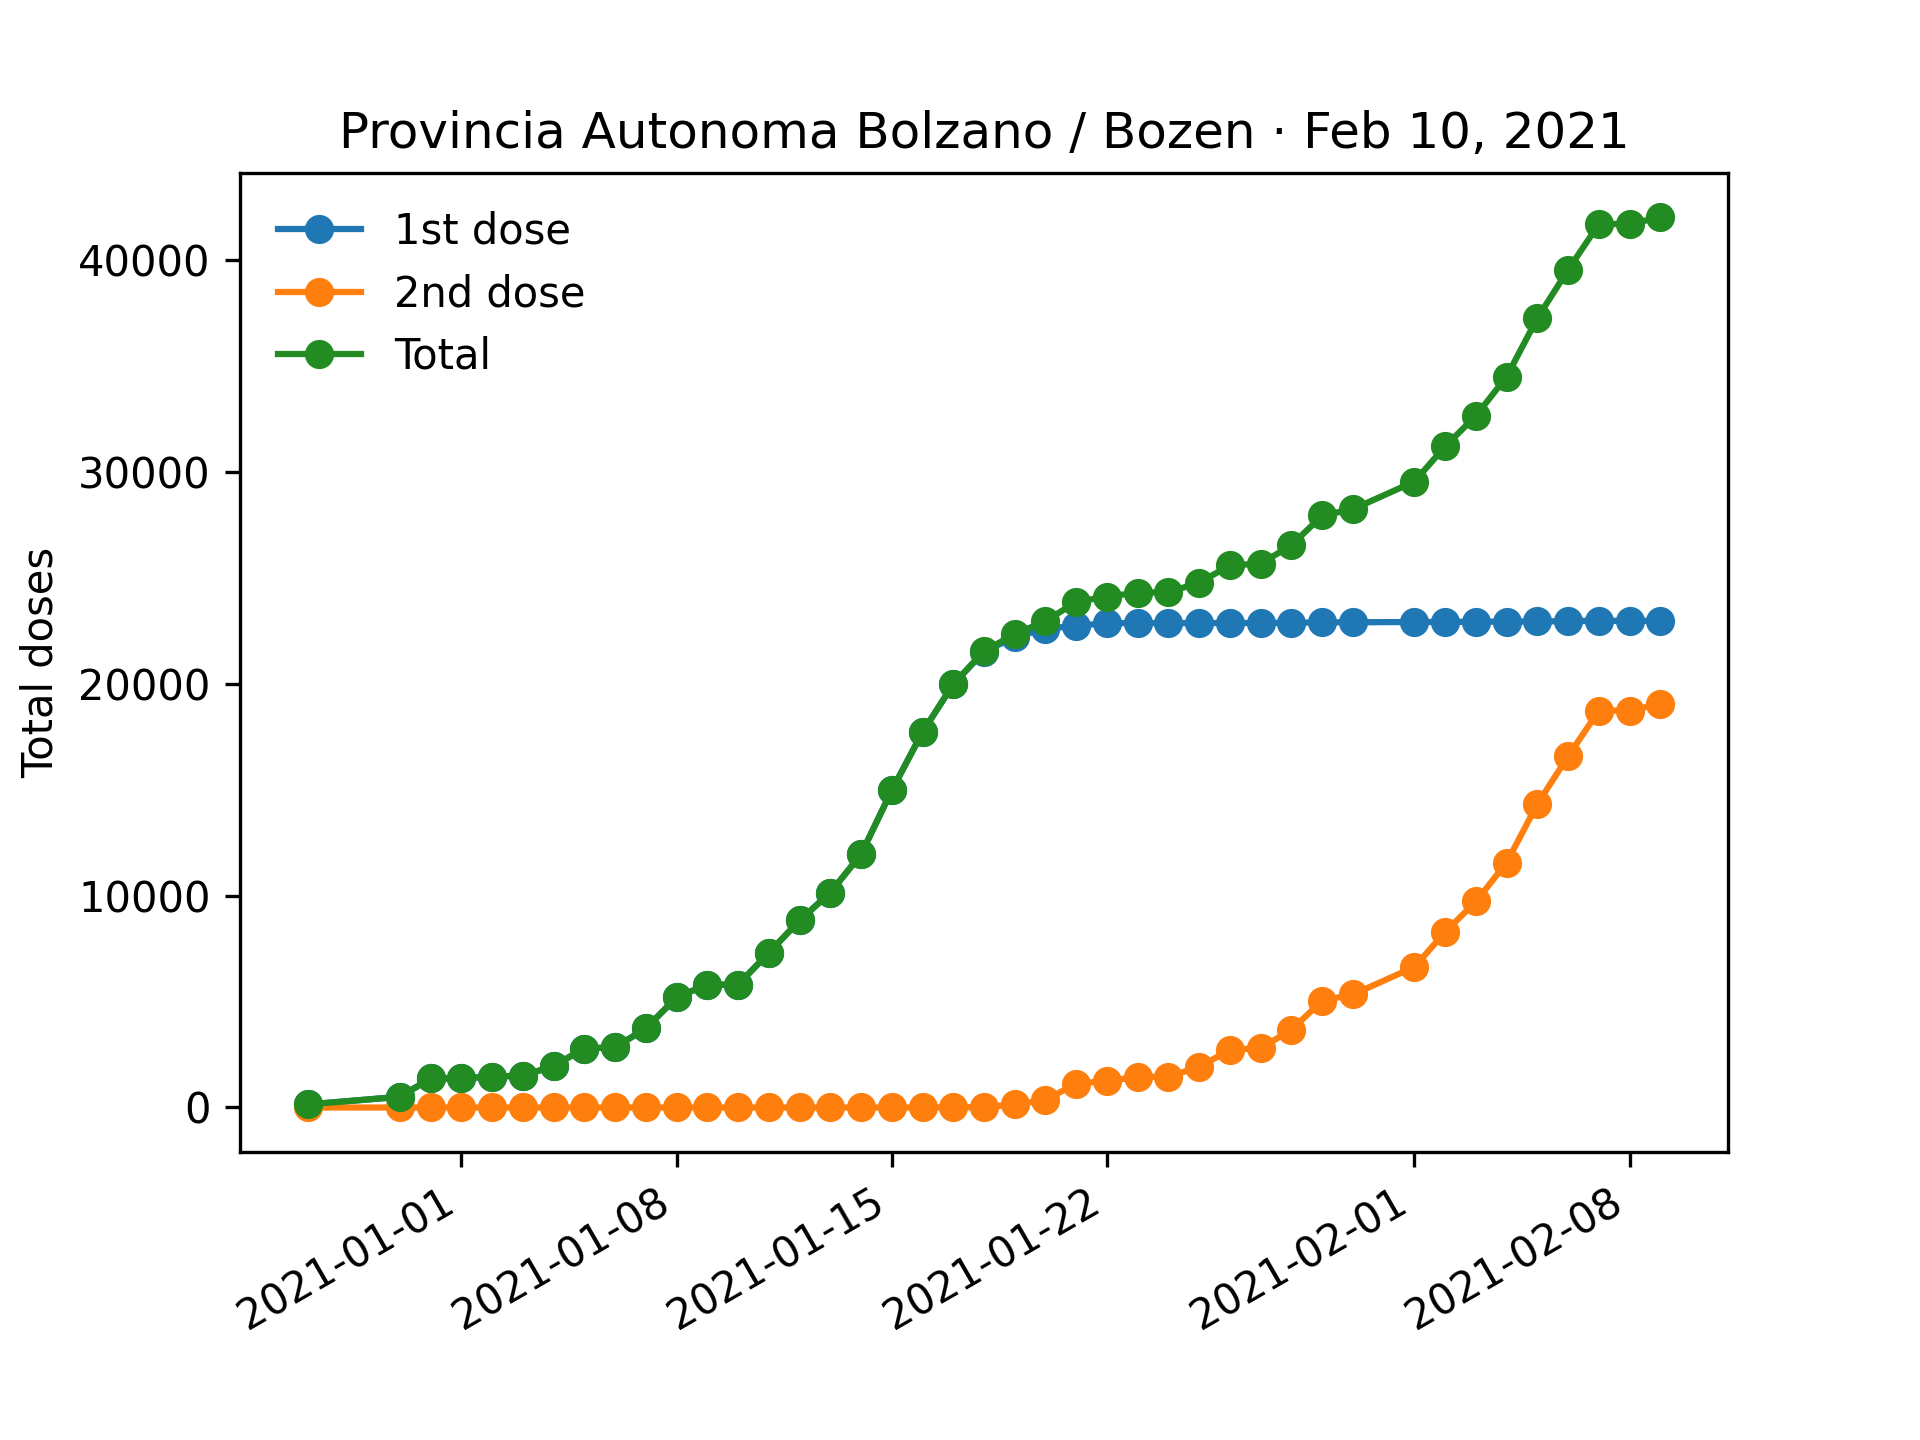 Provincia Autonoma Bolzano / Bozen · Feb 10, 2021
1st dose
2nd dose
Total
Total doses
40000
30000
20000
10000
0
2021-01-01
2021-01-08
2021-01-15
2021-01-22
2021-02-01
2021-02-08